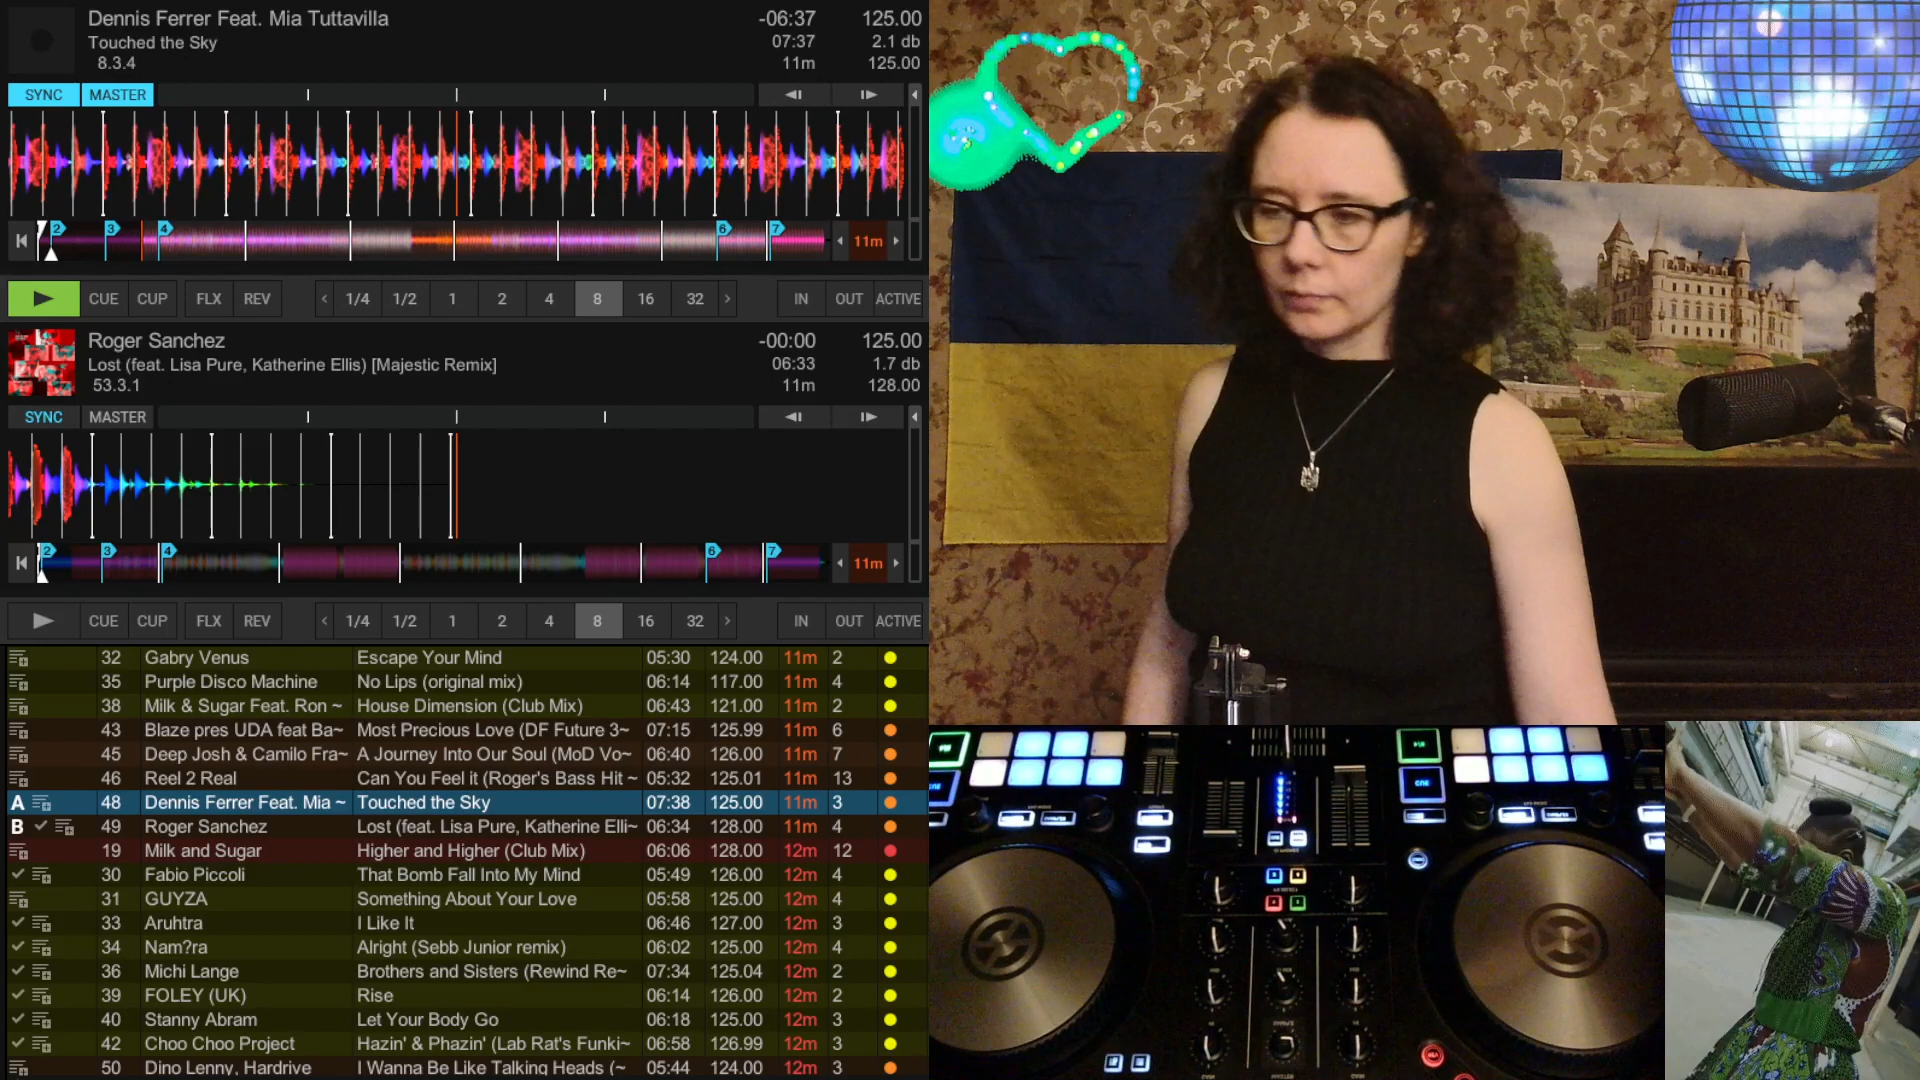 Dennis Ferrer Feat. Mia Tuttavilla -06:37 125.00
Touched the Sky 07:37 2.1 db
8.3.4 11m 125.00
SYNC MASTER
2 3 4 6 7 11m
CUE CUP FLX REV 1/4 1/2 1 2 4 8 16 32 IN OUT ACTIVE
Roger Sanchez -00:00 125.00
Lost (feat. Lisa Pure, Katherine Ellis) [Majestic Remix] 06:33 1.7 db
53.3.1 11m 128.00
SYNC MASTER
2 3 4 6 7 11m
CUE CUP FLX REV 1/4 1/2 1 2 4 8 16 32 IN OUT ACTIVE
32 Gabry Venus Escape Your Mind 05:30 124.00 11m 2
35 Purple Disco Machine No Lips (original mix) 06:14 117.00 11m 4
38 Milk & Sugar Feat. Ron ~ House Dimension (Club Mix) 06:43 121.00 11m 2
43 Blaze pres UDA feat Ba~ Most Precious Love (DF Future 3~ 07:15 125.99 11m 6
45 Deep Josh & Camilo Fra~ A Journey Into Our Soul (MoD Vo~ 06:40 126.00 11m 7
46 Reel 2 Real Can You Feel it (Roger's Bass Hit ~ 05:32 125.01 11m 13
A 48 Dennis Ferrer Feat. Mia ~ Touched the Sky 07:38 125.00 11m 3
B 49 Roger Sanchez Lost (feat. Lisa Pure, Katherine Elli~ 06:34 128.00 11m 4
19 Milk and Sugar Higher and Higher (Club Mix) 06:06 128.00 12m 12
30 Fabio Piccoli That Bomb Fall Into My Mind 05:49 126.00 12m 4
31 GUYZA Something About Your Love 05:58 125.00 12m 4
33 Aruhtra I Like It 06:46 127.00 12m 3
34 Nam?ra Alright (Sebb Junior remix) 06:02 125.00 12m 4
36 Michi Lange Brothers and Sisters (Rewind Re~ 07:34 125.04 12m 2
39 FOLEY (UK) Rise 06:14 126.00 12m 2
40 Stanny Abram Let Your Body Go 06:18 125.00 12m 3
42 Choo Choo Project Hazin' & Phazin' (Lab Rat's Funki~ 06:58 126.99 12m 3
50 Dino Lenny, Hardrive I Wanna Be Like Talking Heads (~ 05:44 124.00 12m 3